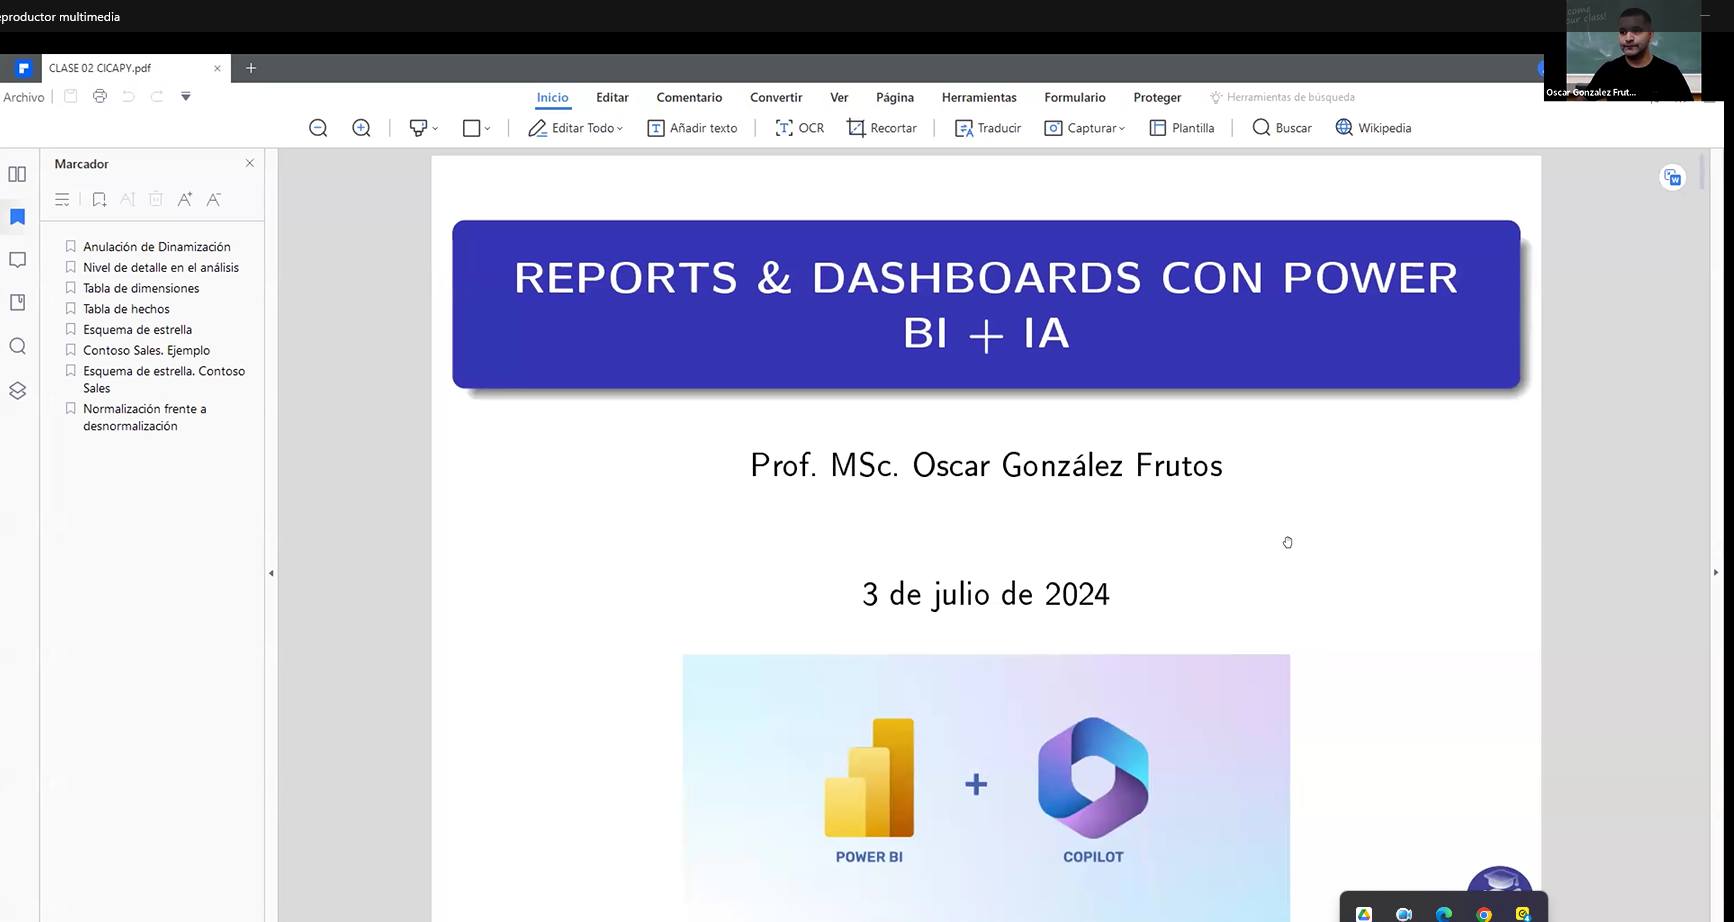 eproductor multimedia
come
our class!
Oscar Gonzalez Frut...
CLASE 02 CICAPY.pdf
Archivo
Inicio
Editar
Comentario
Convertir
Ver
Página
Herramientas
Formulario
Proteger
Herramientas de búsqueda
Editar Todo
Añadir texto
OCR
Recortar
Traducir
Capturar
Plantilla
Buscar
Wikipedia
Marcador
Anulación de Dinamización
Nivel de detalle en el análisis
Tabla de dimensiones
Tabla de hechos
Esquema de estrella
Contoso Sales. Ejemplo
Esquema de estrella. Contoso
Sales
Normalización frente a
desnormalización
REPORTS & DASHBOARDS CON POWER
BI + IA
Prof. MSc. Oscar González Frutos
3 de julio de 2024
+
POWER BI
COPILOT